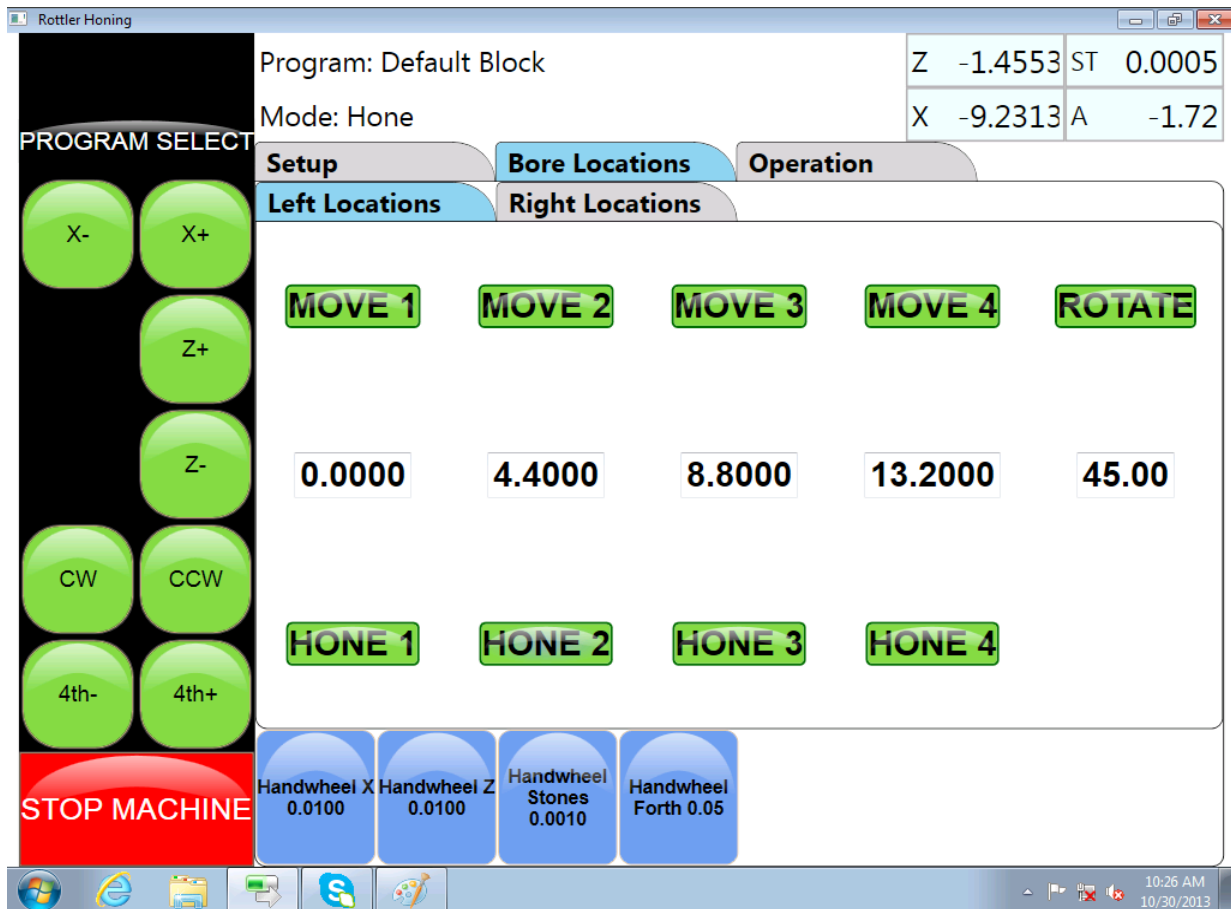 Rottler Honing
Program: Default Block
Z -1.4553 ST 0.0005
Mode: Hone
X -9.2313 A -1.72
PROGRAM SELECT
Setup Bore Locations Operation
Left Locations Right Locations
X- X+
Z+
Z-
CW CCW
4th- 4th+
STOP MACHINE
MOVE 1 MOVE 2 MOVE 3 MOVE 4 ROTATE
0.0000 4.4000 8.8000 13.2000 45.00
HONE 1 HONE 2 HONE 3 HONE 4
Handwheel X
0.0100
Handwheel Z
0.0100
Handwheel
Stones
0.0010
Handwheel
Forth 0.05
10:26 AM
10/30/2013